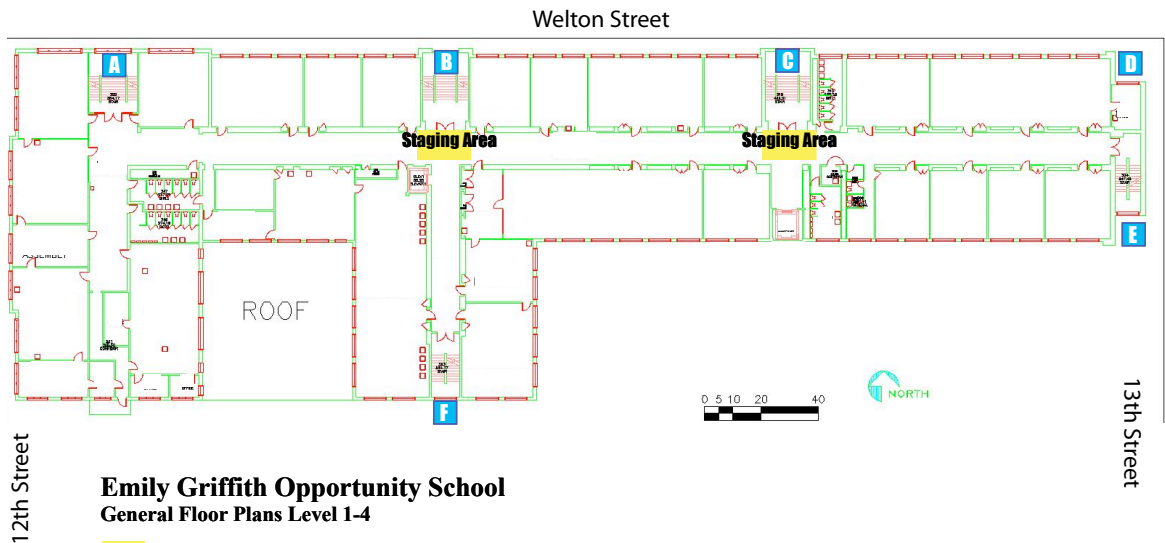 Welton Street
A
B
C
D
Staging Area
Staging Area
E
ASSEMBLY
ROOF
NORTH
0 5 10 20 40
F
12th Street
13th Street
Emily Griffith Opportunity School
General Floor Plans Level 1-4